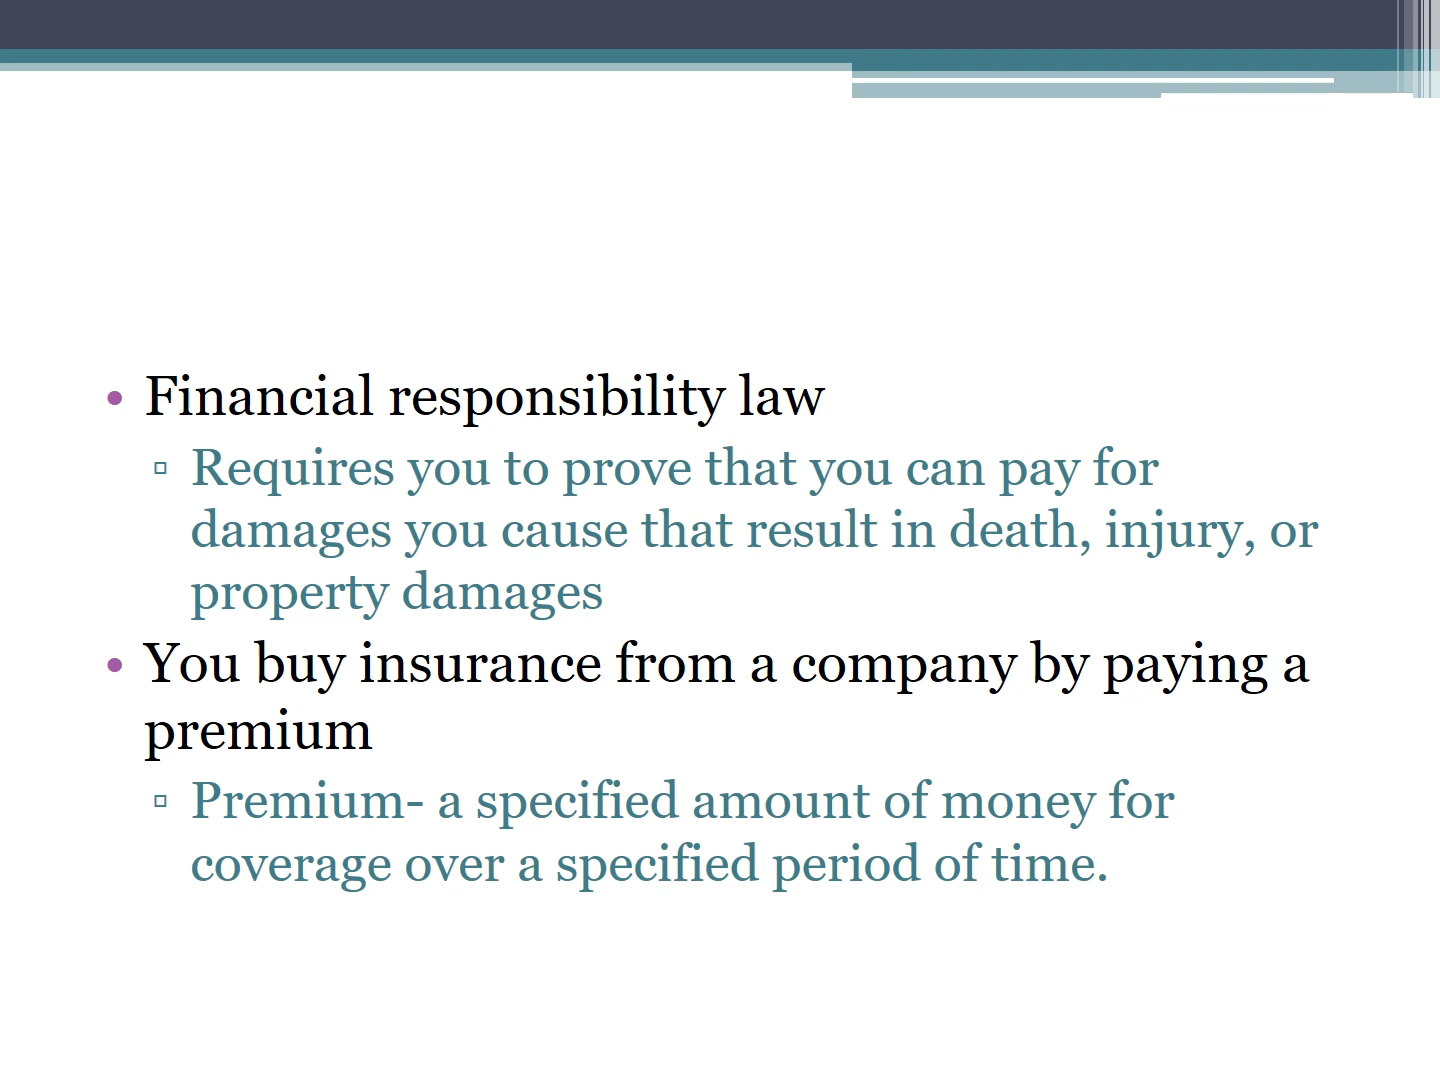 • Financial responsibility law
▫ Requires you to prove that you can pay for
damages you cause that result in death, injury, or
property damages
• You buy insurance from a company by paying a
premium
▫ Premium- a specified amount of money for
coverage over a specified period of time.